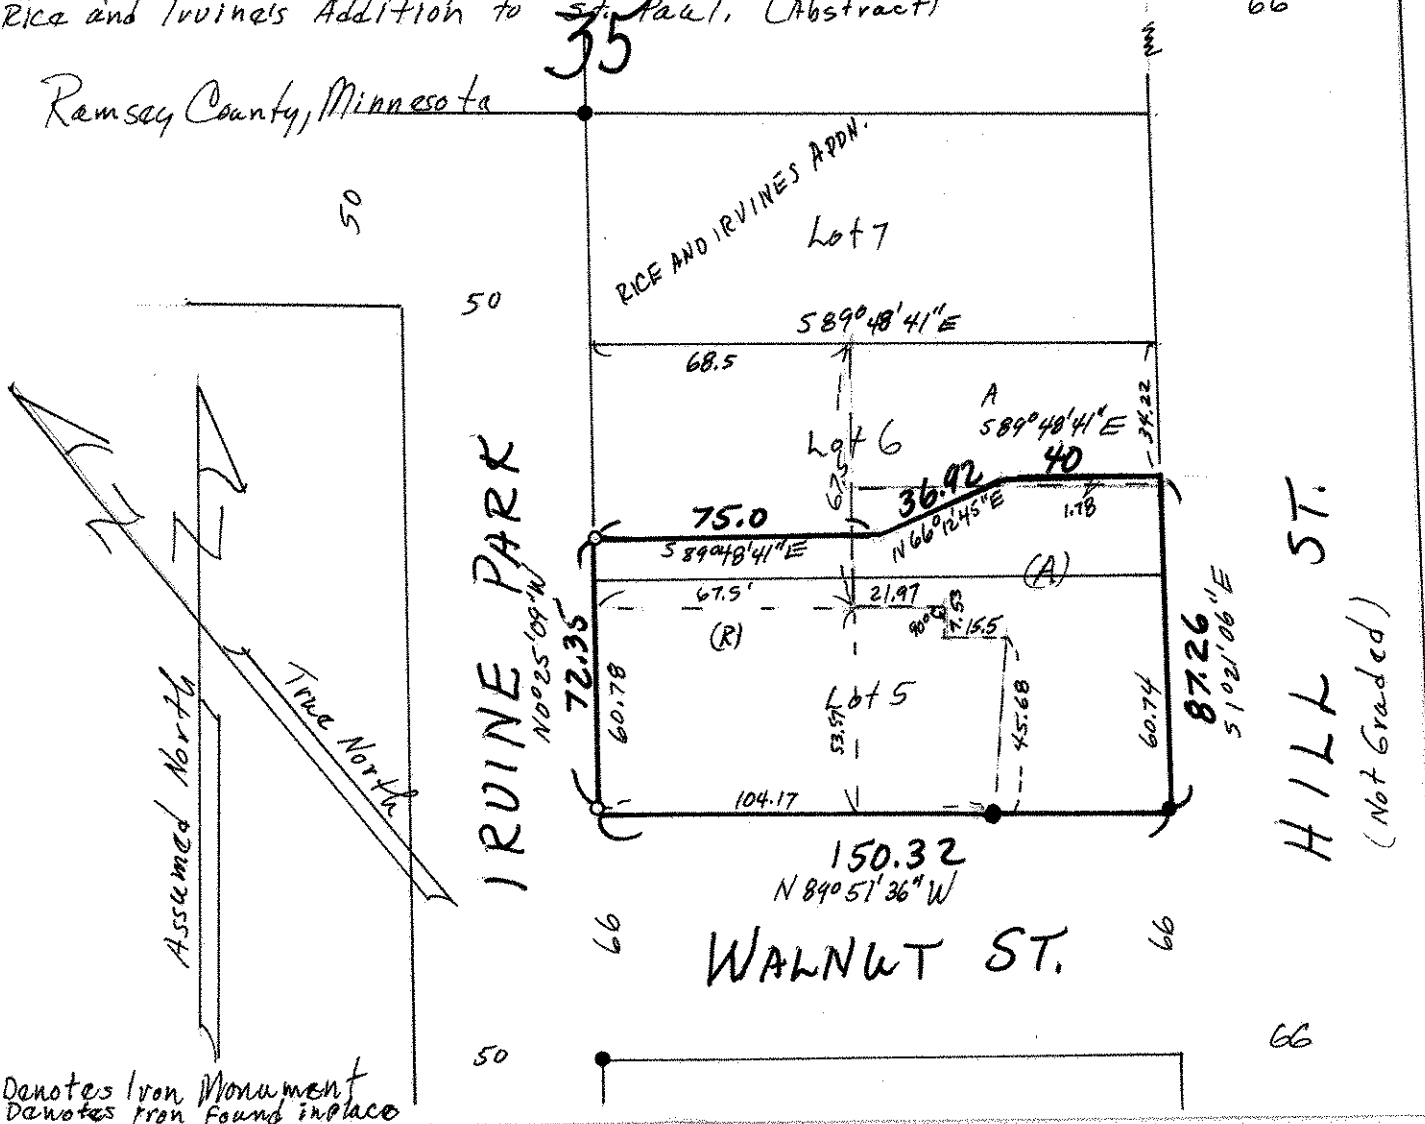 Rice and Irvine's Addition to St. Paul. (Abstract)
66
35
Ramsey County, Minnesota
50
RICE AND IRVINES ADDN.
Lot 7
50
S 89° 48' 41" E
68.5
A
S 89° 48' 41" E
34.22
Lot 6
40
67.5
36.92
N 66° 12' 45" E
1.78
75.0
S 89° 48' 41" E
(A)
67.5'
21.97
90°
7.53
15.5
(R)
IRVINE PARK
N 0° 25' 09" W
72.35
60.78
Lot 5
53.57
45.68
60.74
87.26
S 1° 21' 06" E
HILL ST.
(Not Graded)
True North
Assumed North
104.17
150.32
N 89° 51' 36" W
66
66
WALNUT ST.
50
66
Denotes Iron Monument
Denotes Iron Found inplace